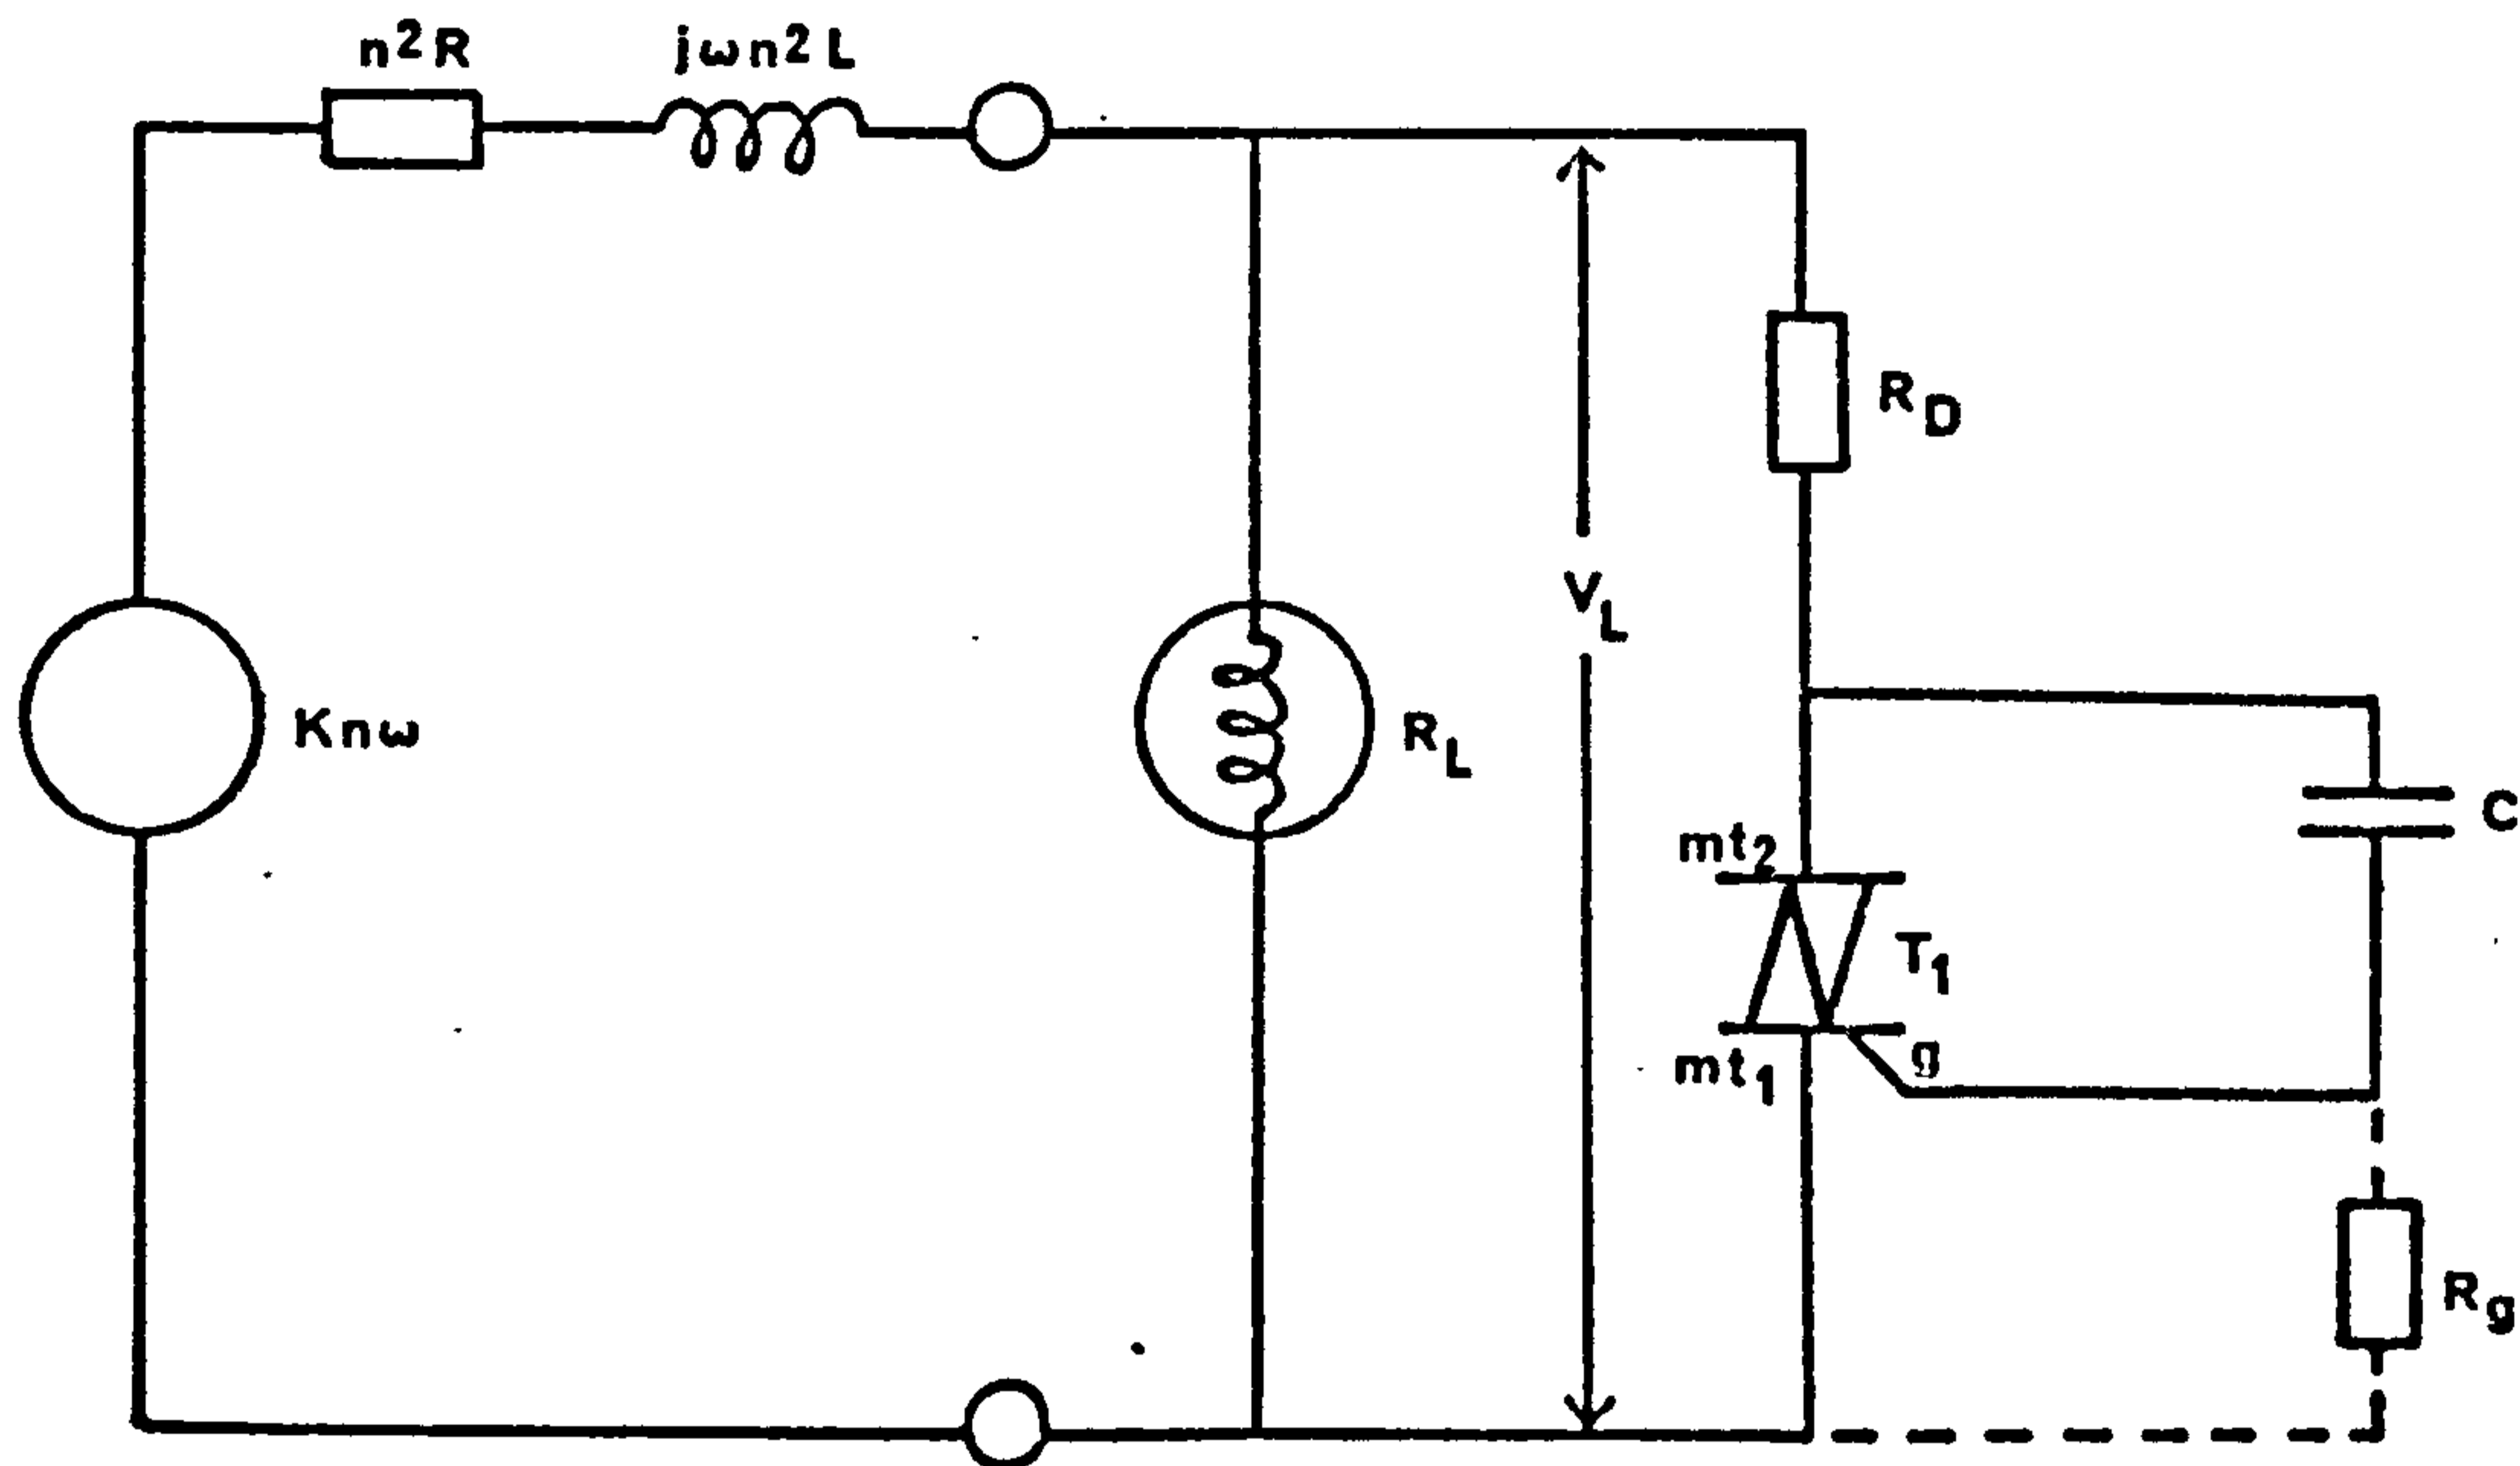 n²R
jωn²L
R_D
V_L
Knω
R_L
C
mt₂
T₁
mt₁
g
R_g